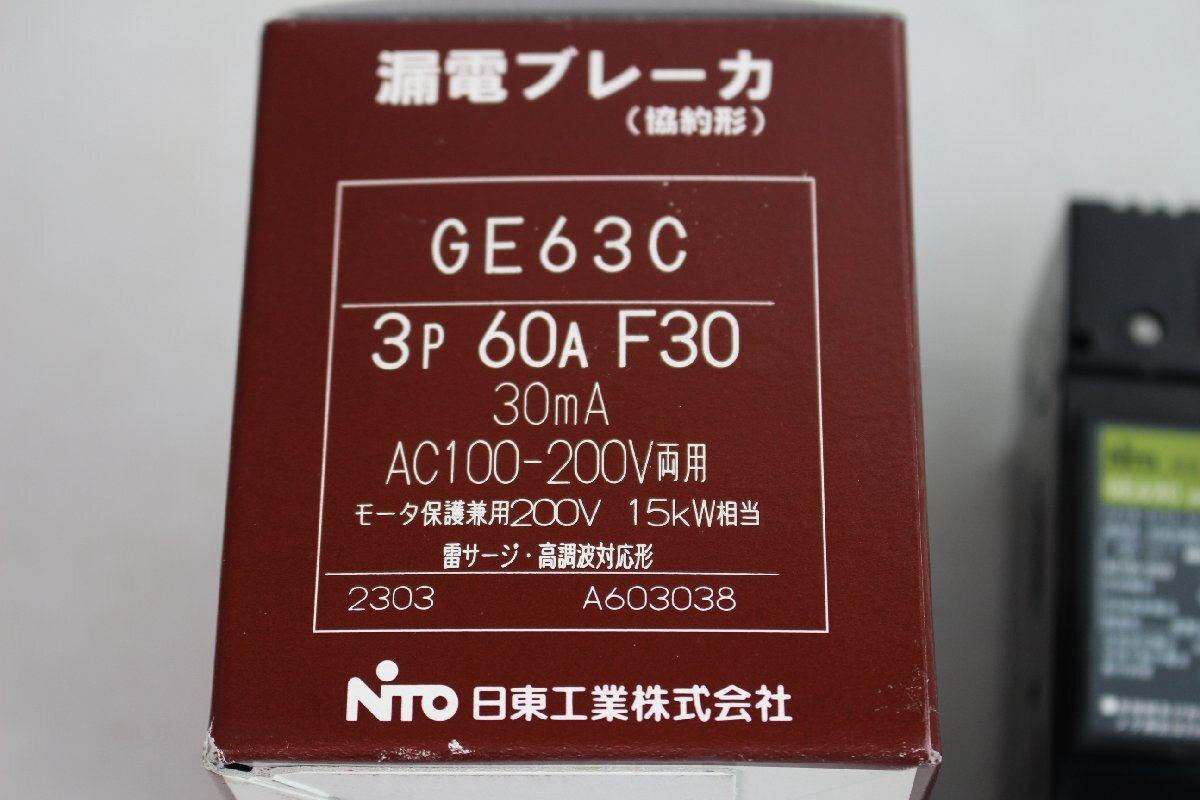 漏電ブレーカ
（協約形）
GE63C
3P 60A F30
30mA
AC100-200V両用
モータ保護兼用200V 15kW相当
雷サージ・高調波対応形
2303 A603038
NITO 日東工業株式会社